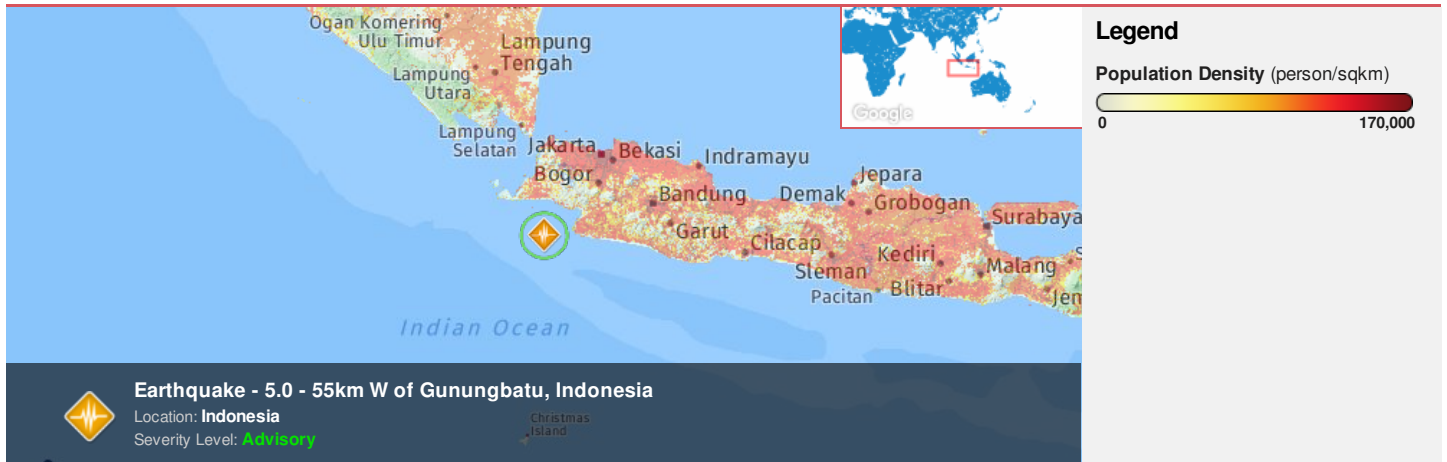 Ogan Komering
Ulu Timur
Lampung
Tengah
Lampung
Utara
Lampung
Selatan
Jakarta
Bekasi
Indramayu
Bogor
Bandung
Demak
Jepara
Grobogan
Surabaya
Garut
Cilacap
Kediri
Sleman
Malang
Pacitan
Blitar
Jem
S
Indian Ocean
Google
Earthquake - 5.0 - 55km W of Gunungbatu, Indonesia
Location: Indonesia
Severity Level: Advisory
Christmas
Island
Legend
Population Density (person/sqkm)
0 170,000